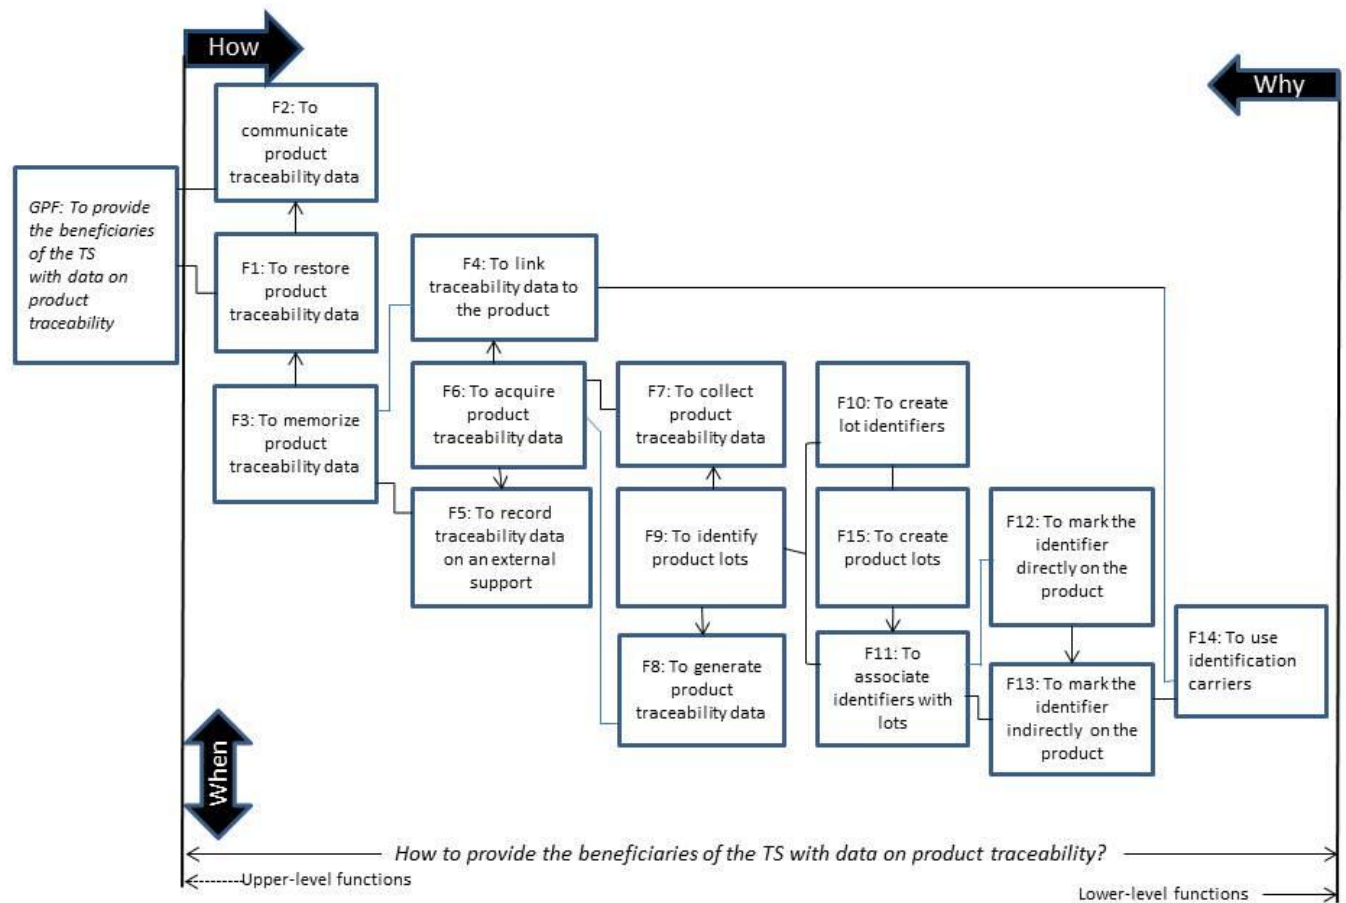 How
Why
F2: To
communicate
product
traceability data
GPF: To provide
the beneficiaries
of the TS
with data on
product
traceability
F1: To restore
product
traceability data
F4: To link
traceability data to
the product
F3: To memorize
product
traceability data
F6: To acquire
product
traceability data
F7: To collect
product
traceability data
F10: To create
lot identifiers
F5: To record
traceability data
on an external
support
F9: To identify
product lots
F15: To create
product lots
F12: To mark the
identifier
directly on the
product
F8: To generate
product
traceability data
F11: To
associate
identifiers with
lots
F13: To mark the
identifier
indirectly on the
product
F14: To use
identification
carriers
When
How to provide the beneficiaries of the TS with data on product traceability?
Upper-level functions
Lower-level functions